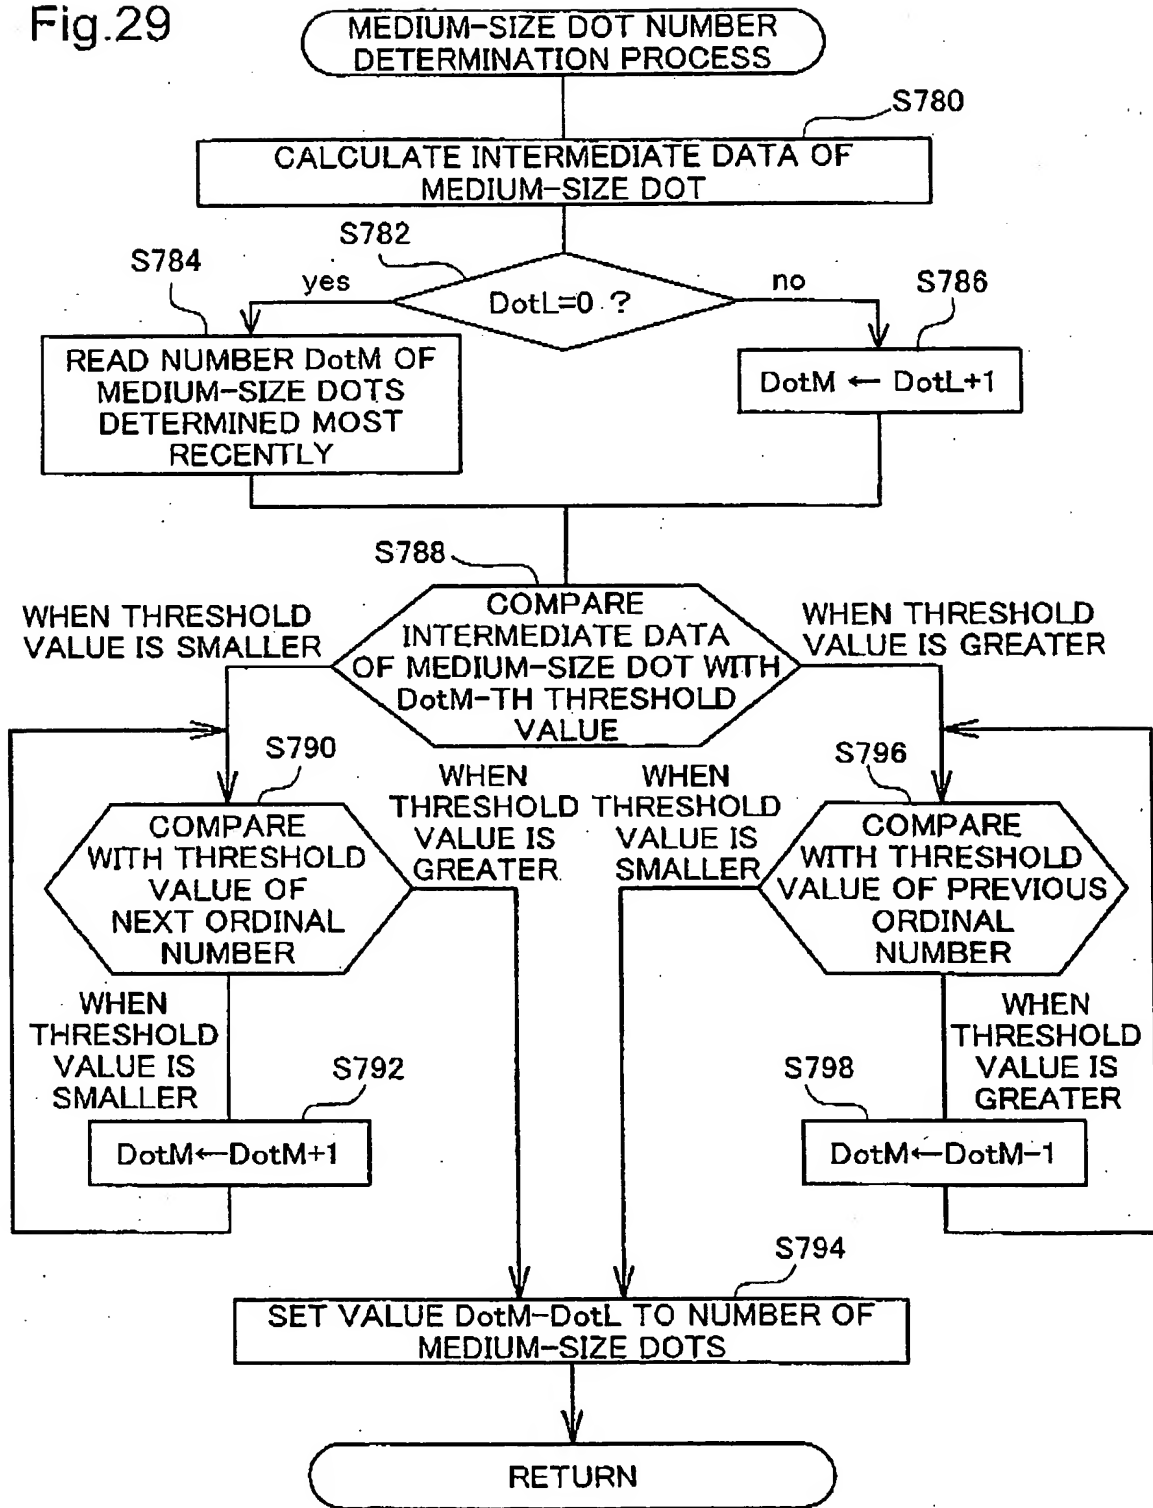 Fig.29
MEDIUM-SIZE DOT NUMBER
DETERMINATION PROCESS
S780
CALCULATE INTERMEDIATE DATA OF
MEDIUM-SIZE DOT
S782
S784
yes
DotL=0 ?
no
S786
READ NUMBER DotM OF
MEDIUM-SIZE DOTS
DETERMINED MOST
RECENTLY
DotM ← DotL+1
S788
WHEN THRESHOLD
VALUE IS SMALLER
COMPARE
INTERMEDIATE DATA
OF MEDIUM-SIZE DOT WITH
DotM-TH THRESHOLD
VALUE
WHEN THRESHOLD
VALUE IS GREATER
S790
COMPARE
WITH THRESHOLD
VALUE OF
NEXT ORDINAL
NUMBER
WHEN
THRESHOLD
VALUE IS
GREATER
WHEN
THRESHOLD
VALUE IS
SMALLER
S796
COMPARE
WITH THRESHOLD
VALUE OF PREVIOUS
ORDINAL
NUMBER
WHEN
THRESHOLD
VALUE IS
SMALLER
S792
DotM←DotM+1
WHEN
THRESHOLD
VALUE IS
GREATER
S798
DotM←DotM-1
S794
SET VALUE DotM-DotL TO NUMBER OF
MEDIUM-SIZE DOTS
RETURN